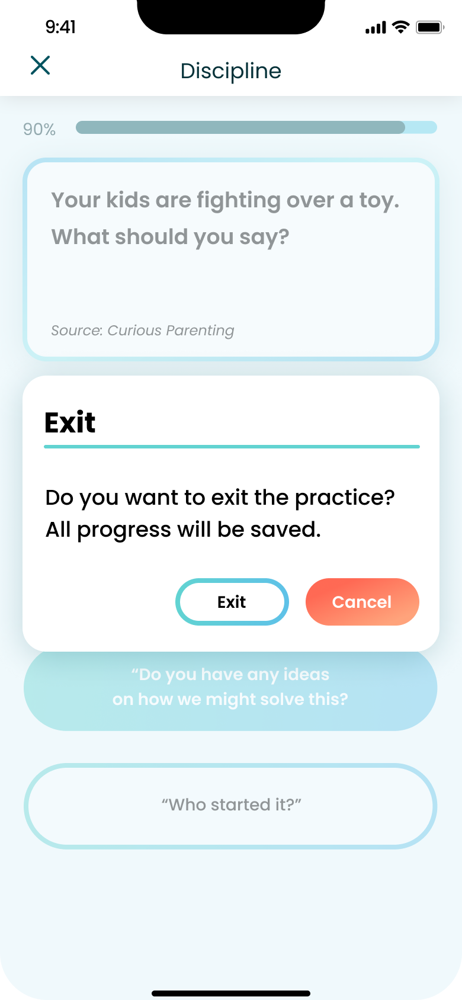 9:41
Discipline
90%
Your kids are fighting over a toy.
What should you say?
Source: Curious Parenting
Exit
Do you want to exit the practice?
All progress will be saved.
Exit
Cancel
“Do you have any ideas
on how we might solve this?
“Who started it?”